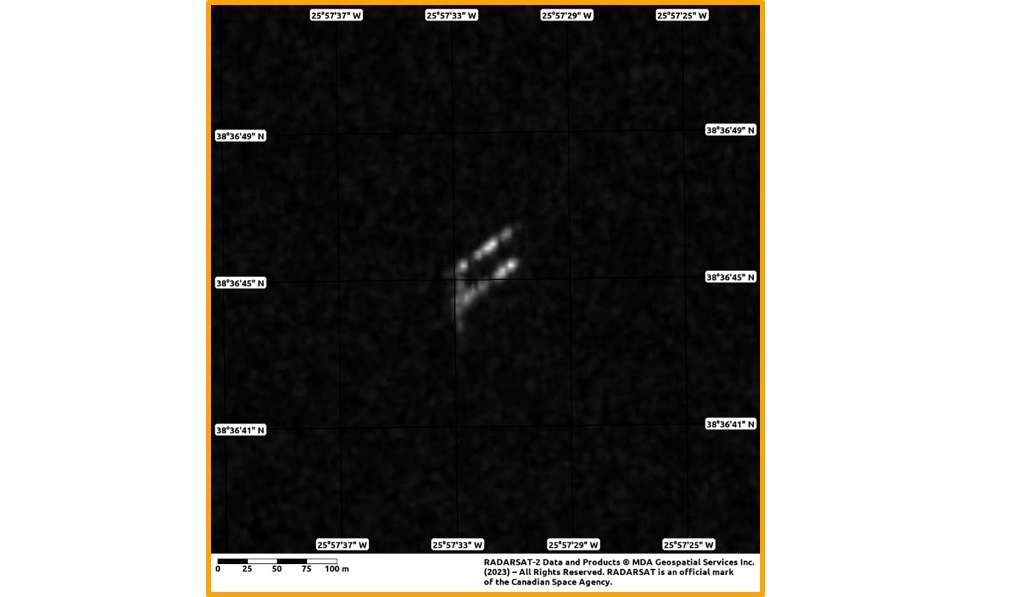 25°57'37" W 25°57'33" W 25°57'29" W 25°57'25" W
38°36'49" N 38°36'49" N
38°36'45" N 38°36'45" N
38°36'41" N 38°36'41" N
25°57'37" W 25°57'33" W 25°57'29" W 25°57'25" W
0 25 50 75 100 m
RADARSAT-2 Data and Products © MDA Geospatial Services Inc.
(2023) – All Rights Reserved. RADARSAT is an official mark
of the Canadian Space Agency.